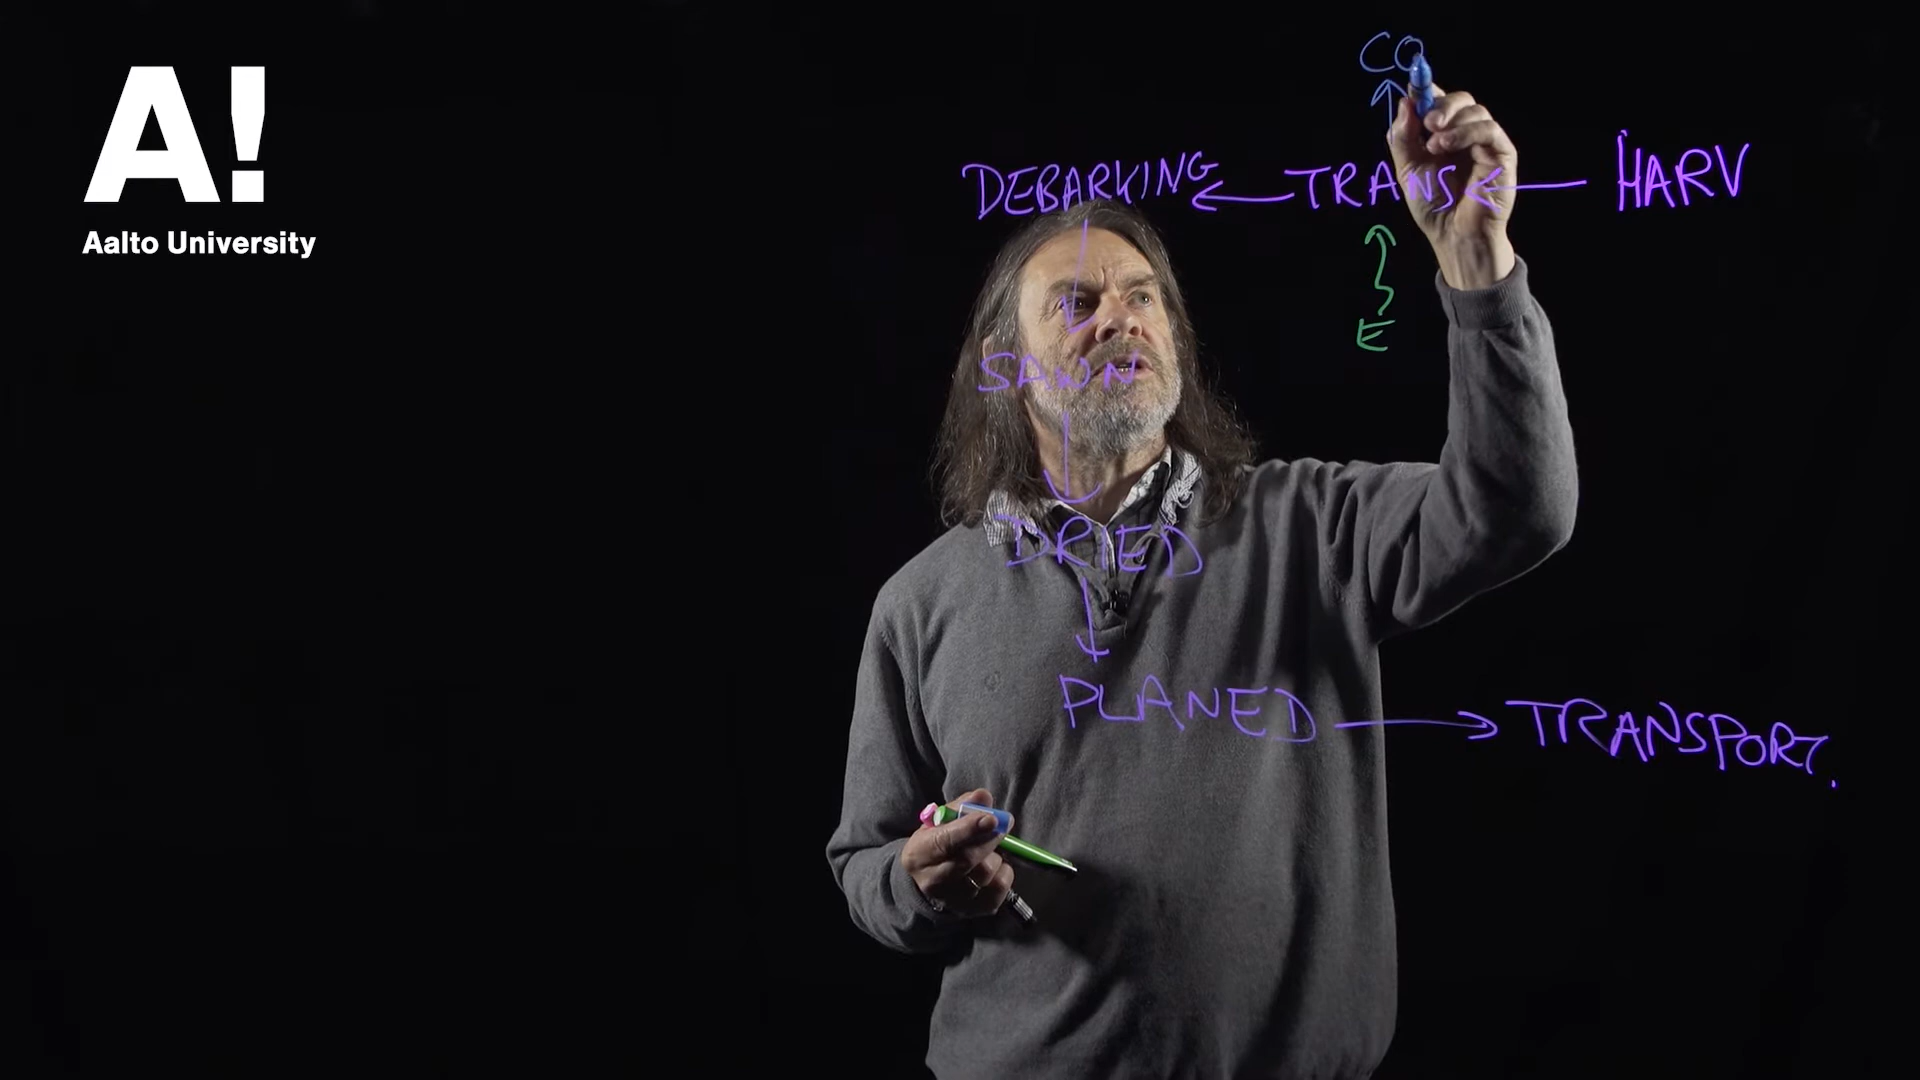 A!
Aalto University
CO
DEBARKING ← TRANS ← HARV
E
SAWN
DRIED
PLANED → TRANSPORT.